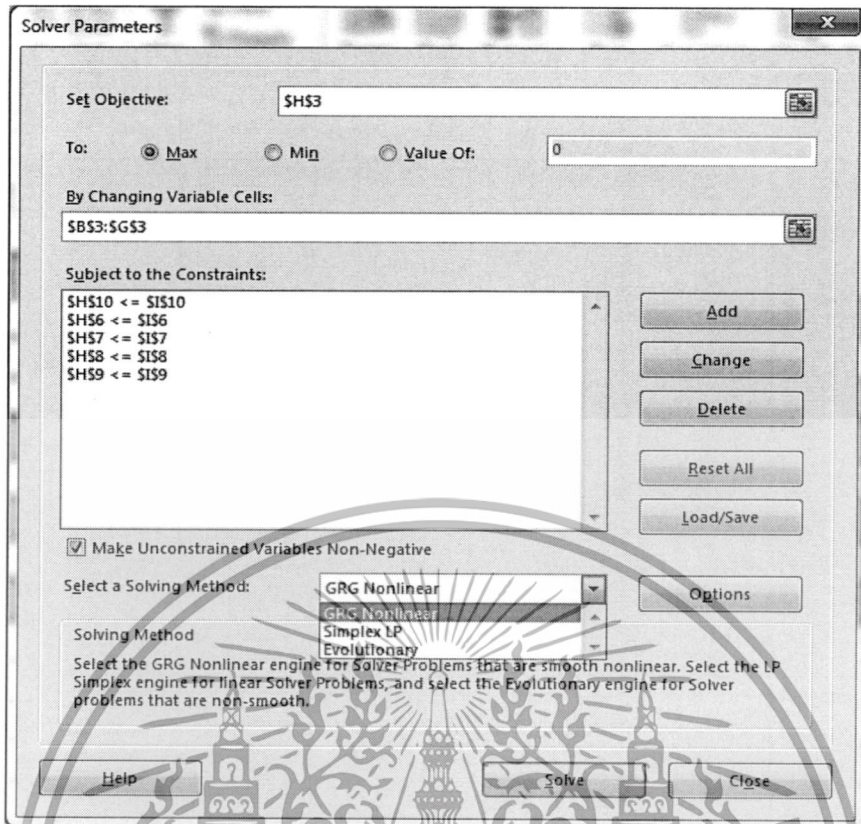 Solver Parameters
Set Objective: $H$3
To: Max Min Value Of: 0
By Changing Variable Cells:
$B$3:$G$3
Subject to the Constraints:
$H$10 <= $I$10
$H$6 <= $I$6
$H$7 <= $I$7
$H$8 <= $I$8
$H$9 <= $I$9
Add
Change
Delete
Reset All
Load/Save
Make Unconstrained Variables Non-Negative
Select a Solving Method: GRG Nonlinear Options
GRG Nonlinear
Simplex LP
Evolutionary
Solving Method
Select the GRG Nonlinear engine for Solver Problems that are smooth nonlinear. Select the LP
Simplex engine for linear Solver Problems, and select the Evolutionary engine for Solver
problems that are non-smooth.
Help Solve Close